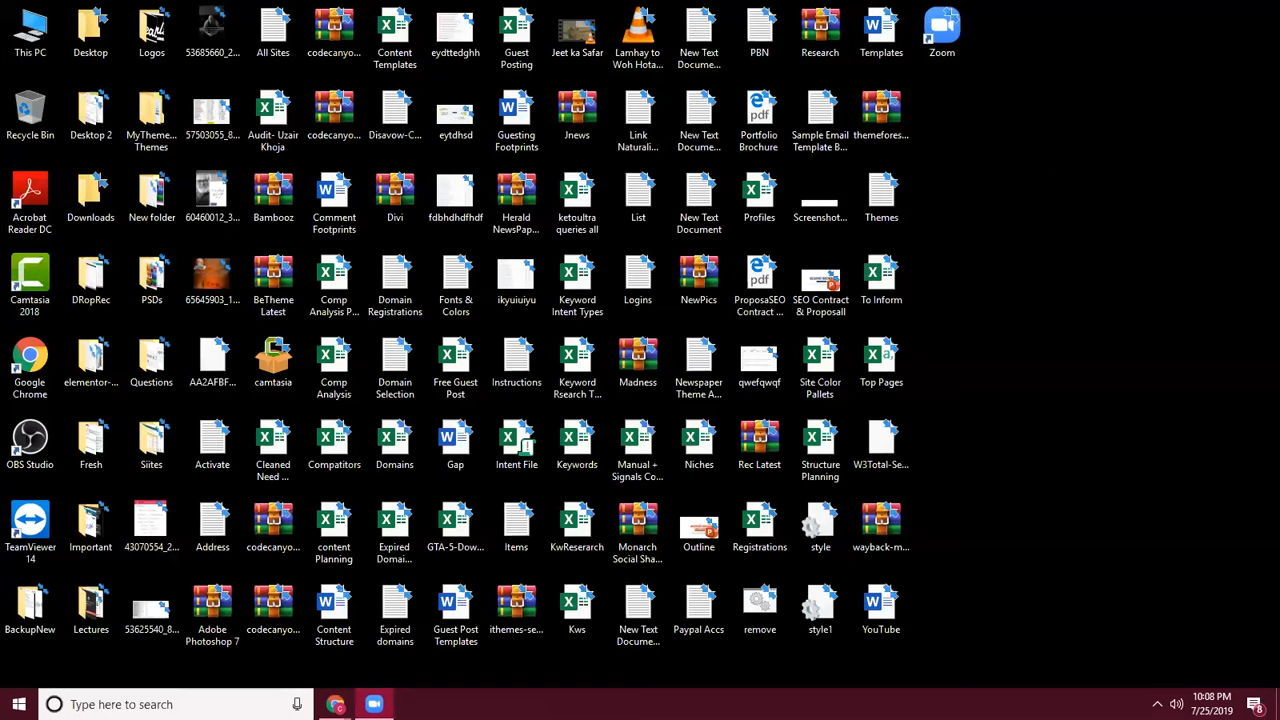 This PC
Desktop
Logos
53685660_2...
All Sites
codecanyo...
Content
Templates
eydttedghh
Guest
Posting
Jeet ka Safar
Lamhay to
Woh Hota...
New Text
Docume...
PBN
Research
Templates
Zoom
Recycle Bin
Desktop 2
MyTheme...
Themes
57503055_8...
Audit- Uzair
Khoja
codecanyo...
Disavow-C...
eytdhsd
Guesting
Footprints
Jnews
Link
Naturali...
New Text
Docume...
Portfolio
Brochure
Sample Email
Template B...
themefores...
Acrobat
Reader DC
Downloads
New folder
60460012_3...
Bambooz
Comment
Footprints
Divi
fdbhdhdfhdf
Herald
NewsPap...
ketoultra
queries all
List
New Text
Document
Profiles
Screenshot...
Themes
Camtasia
2018
DRopRec
PSDs
65645903_1...
BeTheme
Latest
Comp
Analysis P...
Domain
Registrations
Fonts &
Colors
ikyuiuiyu
Keyword
Intent Types
Logins
NewPics
ProposaSEO
Contract ...
SEO Contract
& Proposall
To Inform
Google
Chrome
elementor-...
Questions
AA2AFBF...
camtasia
Comp
Analysis
Domain
Selection
Free Guest
Post
Instructions
Keyword
Rsearch T...
Madness
Newspaper
Theme A...
qwefqwqf
Site Color
Pallets
Top Pages
OBS Studio
Fresh
Siites
Activate
Cleaned
Need ...
Compatitors
Domains
Gap
Intent File
Keywords
Manual +
Signals Co...
Niches
Rec Latest
Structure
Planning
W3Total-Se...
TeamViewer
14
Important
43070554_2...
Address
codecanyo...
content
Planning
Expired
Domai...
GTA-5-Dow...
Items
KwReserarch
Monarch
Social Sha...
Outline
Registrations
style
wayback-m...
BackupNew
Lectures
53625540_8...
Adobe
Photoshop 7
codecanyo...
Content
Structure
Expired
domains
Guest Post
Templates
ithemes-se...
Kws
New Text
Docume...
Paypal Accs
remove
style1
YouTube
Type here to search
10:08 PM
7/25/2019
8